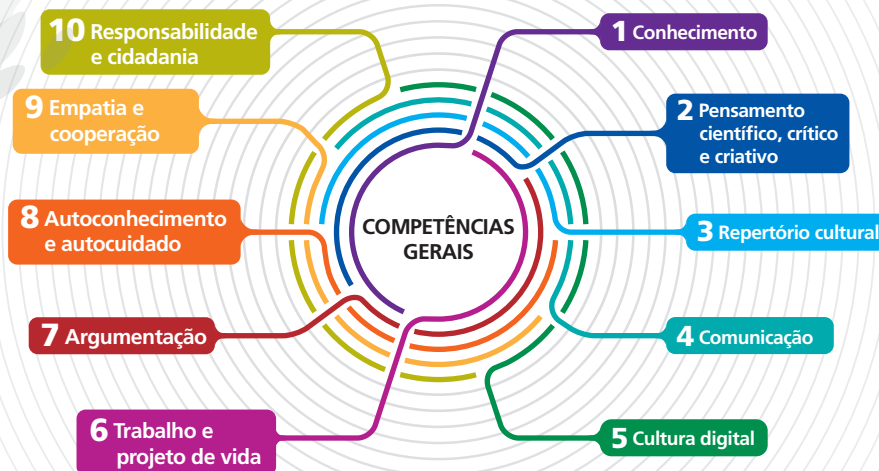 COMPETÊNCIAS
GERAIS
1 Conhecimento
2 Pensamento
científico, crítico
e criativo
3 Repertório cultural
4 Comunicação
5 Cultura digital
6 Trabalho e
projeto de vida
7 Argumentação
8 Autoconhecimento
e autocuidado
9 Empatia e
cooperação
10 Responsabilidade
e cidadania